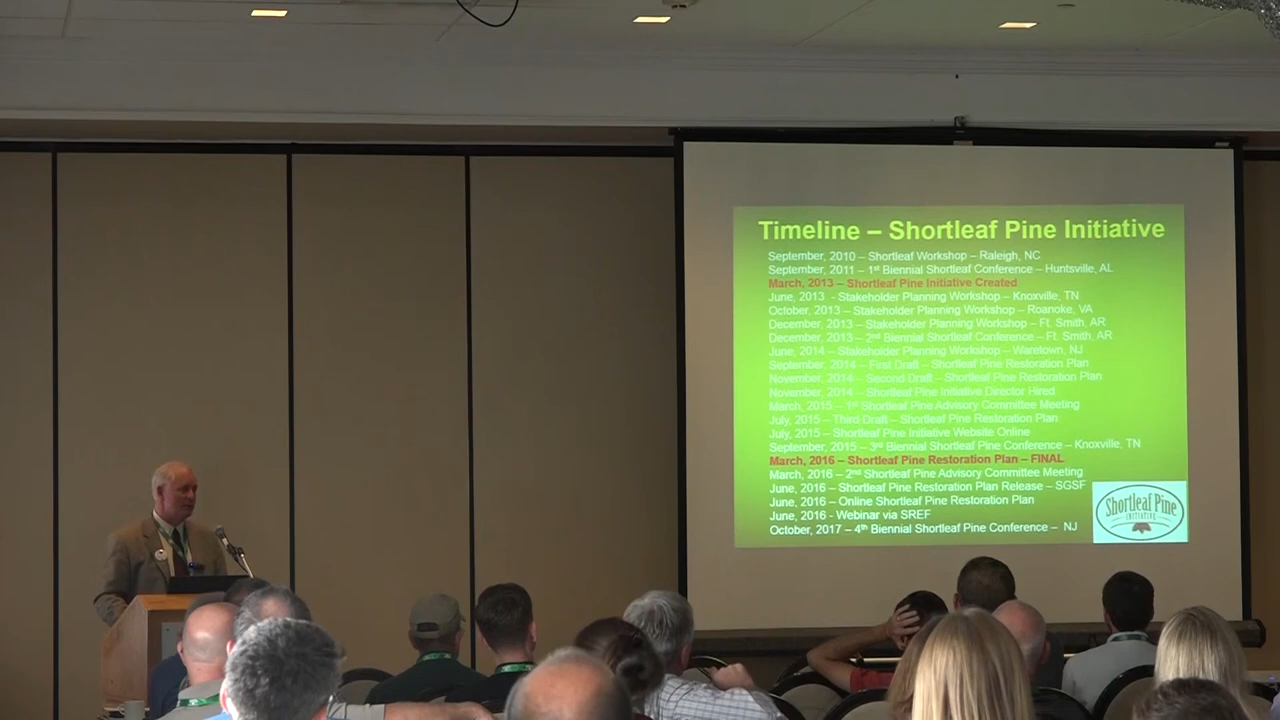 Timeline – Shortleaf Pine Initiative
September, 2010 – Shortleaf Workshop – Raleigh, NC
September, 2011 – 1st Biennial Shortleaf Conference – Huntsville, AL
March, 2013 – Shortleaf Pine Initiative Created
June, 2013 - Stakeholder Planning Workshop – Knoxville, TN
October, 2013 – Stakeholder Planning Workshop – Roanoke, VA
December, 2013 – Stakeholder Planning Workshop – Ft. Smith, AR
December, 2013 – 2nd Biennial Shortleaf Conference – Ft. Smith, AR
June, 2014 – Stakeholder Planning Workshop – Waretown, NJ
September, 2014 – First Draft – Shortleaf Pine Restoration Plan
November, 2014 – Second Draft – Shortleaf Pine Restoration Plan
November, 2014 – Shortleaf Pine Initiative Director Hired
March, 2015 – 1st Shortleaf Pine Advisory Committee Meeting
July, 2015 – Third Draft – Shortleaf Pine Restoration Plan
July, 2015 – Shortleaf Pine Initiative Website Online
September, 2015 – 3rd Biennial Shortleaf Pine Conference – Knoxville, TN
March, 2016 – Shortleaf Pine Restoration Plan – FINAL
March, 2016 – 2nd Shortleaf Pine Advisory Committee Meeting
June, 2016 – Shortleaf Pine Restoration Plan Release – SGSF
June, 2016 – Online Shortleaf Pine Restoration Plan
June, 2016 - Webinar via SREF
October, 2017 – 4th Biennial Shortleaf Pine Conference – NJ
Shortleaf Pine
INITIATIVE